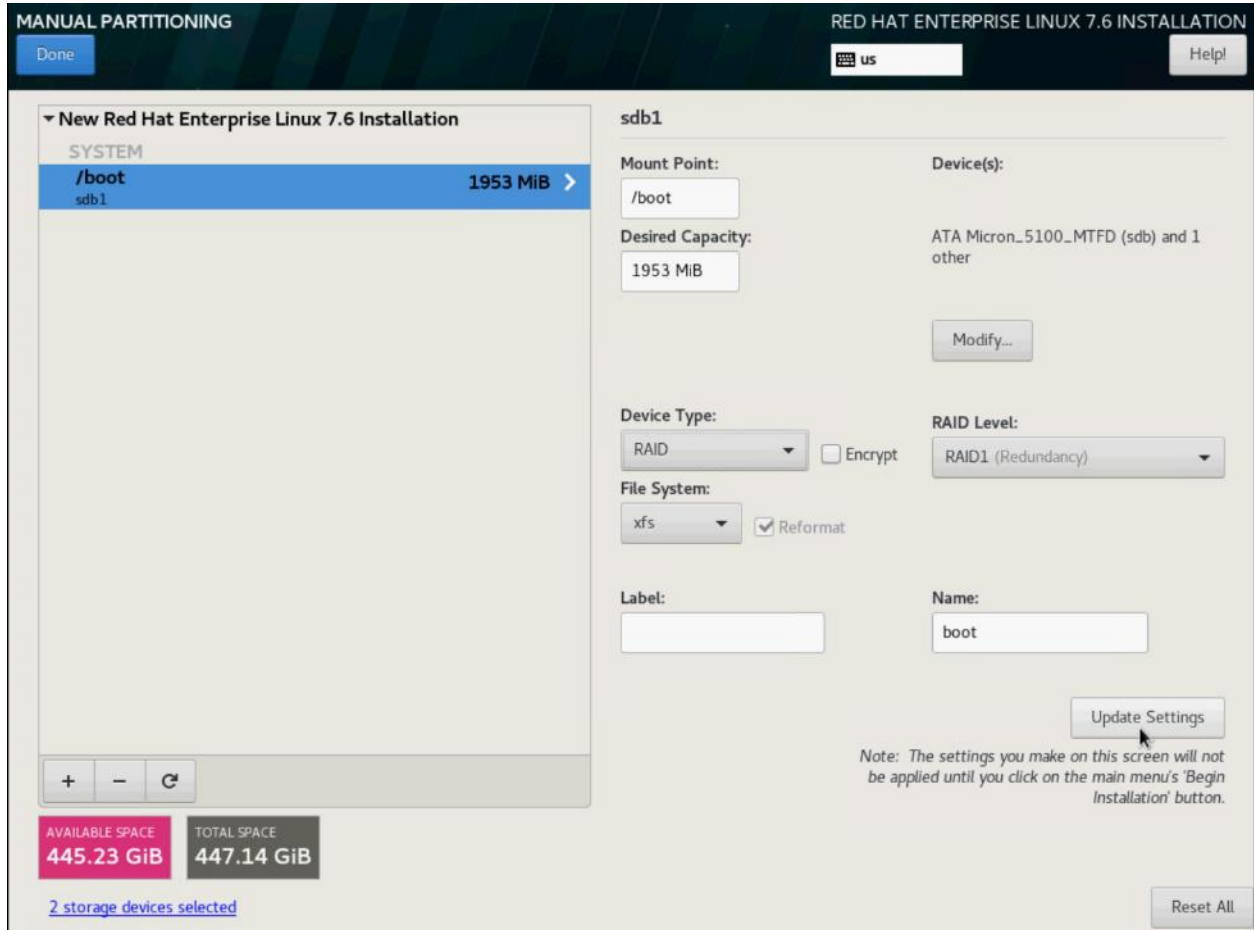 MANUAL PARTITIONING
RED HAT ENTERPRISE LINUX 7.6 INSTALLATION
Done
us
Help!
New Red Hat Enterprise Linux 7.6 Installation
SYSTEM
/boot
1953 MiB
sdb1
sdb1
Mount Point:
Device(s):
/boot
Desired Capacity:
ATA Micron_5100_MTFD (sdb) and 1
other
1953 MiB
Modify...
Device Type:
RAID Level:
RAID
Encrypt
RAID1 (Redundancy)
File System:
xfs
Reformat
Label:
Name:
boot
Update Settings
Note: The settings you make on this screen will not
be applied until you click on the main menu's 'Begin
Installation' button.
+ − 
AVAILABLE SPACE
445.23 GiB
TOTAL SPACE
447.14 GiB
2 storage devices selected
Reset All